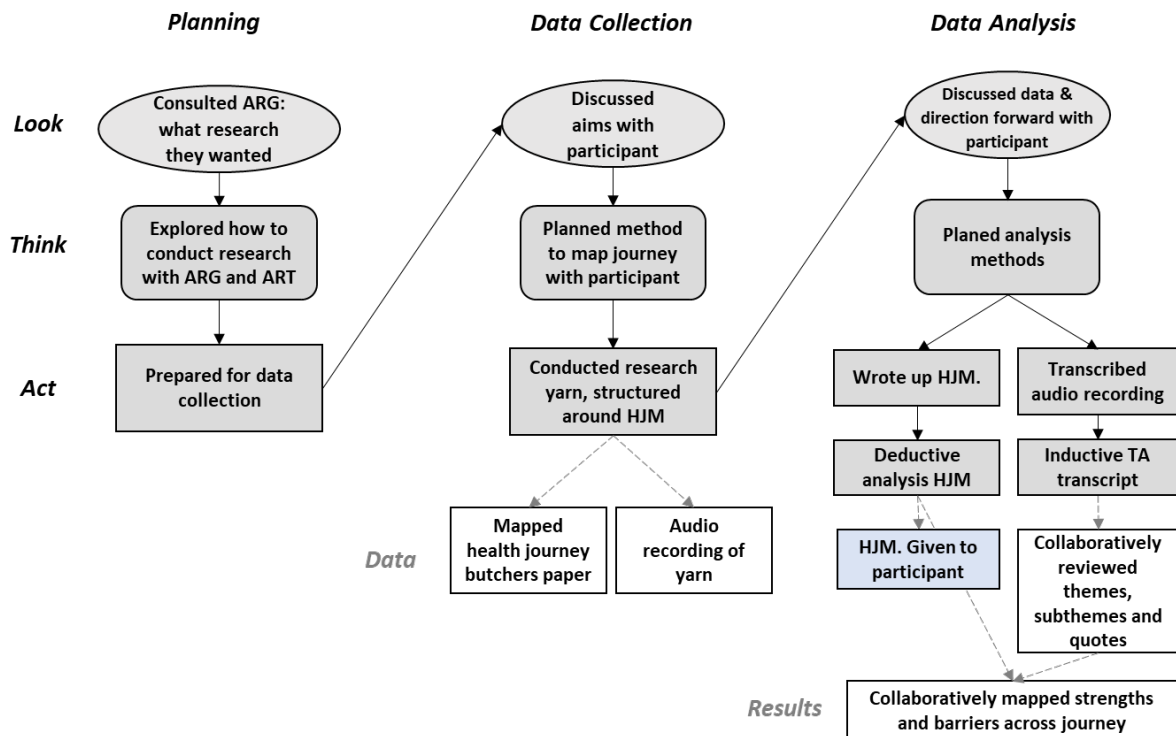 Planning
Data Collection
Data Analysis
Look
Consulted ARG:
what research
they wanted
Discussed
aims with
participant
Discussed data &
direction forward with
participant
Think
Explored how to
conduct research
with ARG and ART
Planned method
to map journey
with participant
Planed analysis
methods
Act
Prepared for data
collection
Conducted research
yarn, structured
around HJM
Wrote up HJM.
Transcribed
audio recording
Deductive
analysis HJM
Inductive TA
transcript
Data
Mapped
health journey
butchers paper
Audio
recording of
yarn
HJM. Given to
participant
Collaboratively
reviewed
themes,
subthemes and
quotes
Results
Collaboratively mapped strengths
and barriers across journey